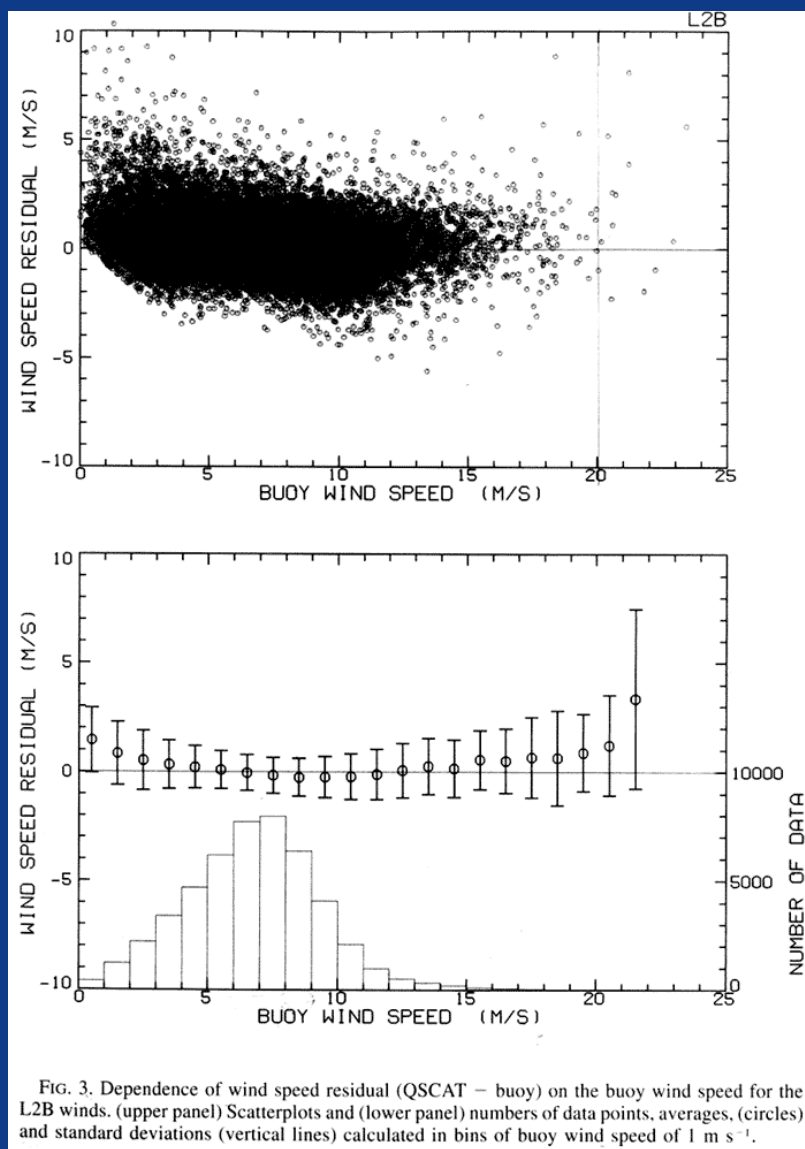 L2B
10
5
0
-5
-10
WIND SPEED RESIDUAL (M/S)
0 5 10 15 20 25
BUOY WIND SPEED (M/S)
10
5
0
-5
-10
WIND SPEED RESIDUAL (M/S)
10000
5000
0
NUMBER OF DATA
0 5 10 15 20 25
BUOY WIND SPEED (M/S)
FIG. 3. Dependence of wind speed residual (QSCAT − buoy) on the buoy wind speed for the
L2B winds. (upper panel) Scatterplots and (lower panel) numbers of data points, averages, (circles)
and standard deviations (vertical lines) calculated in bins of buoy wind speed of 1 m s⁻¹.